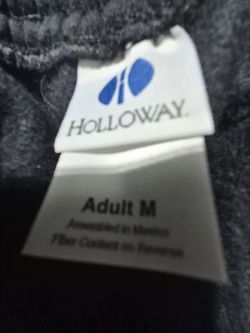 HOLLOWAY
Adult M
Assembled in Mexico
Fiber Content on Reverse